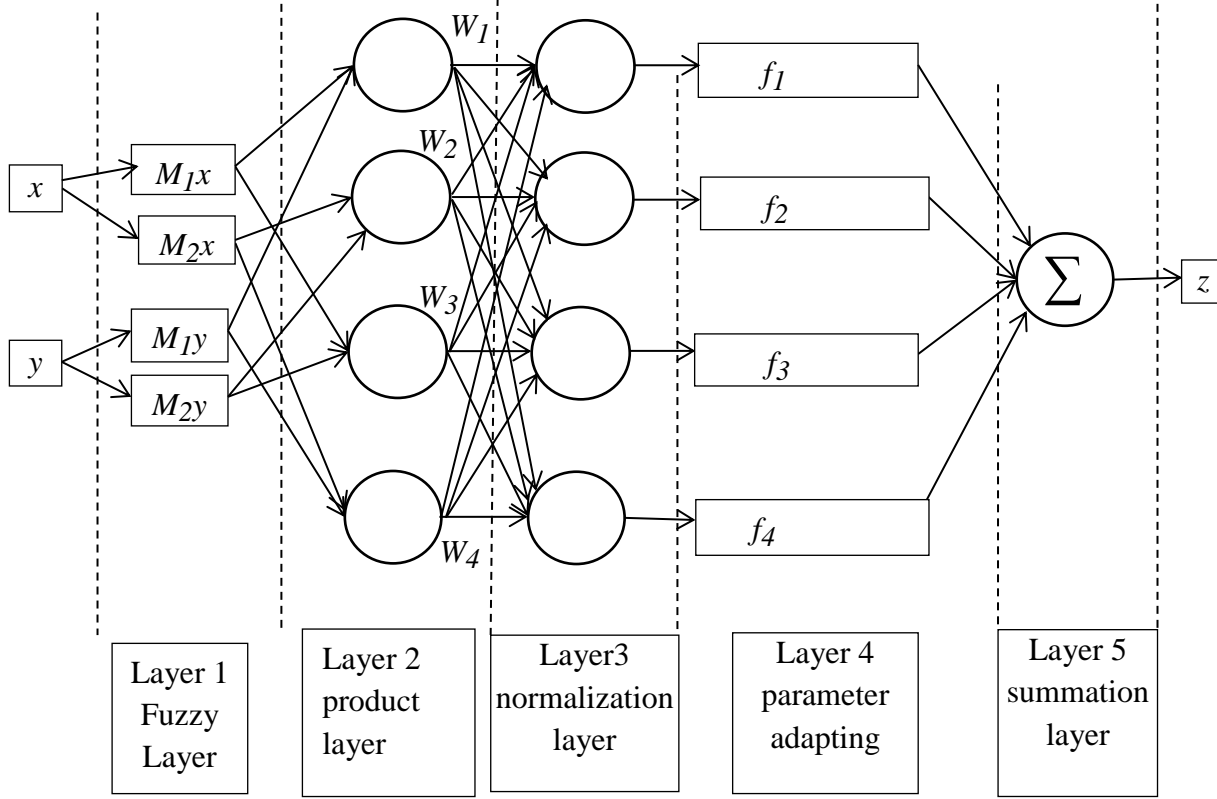 x
y
M1x
M2x
M1y
M2y
W1
W2
W3
W4
f1
f2
f3
f4
Σ
z
Layer 1
Fuzzy
Layer
Layer 2
product
layer
Layer3
normalization
layer
Layer 4
parameter
adapting
Layer 5
summation
layer